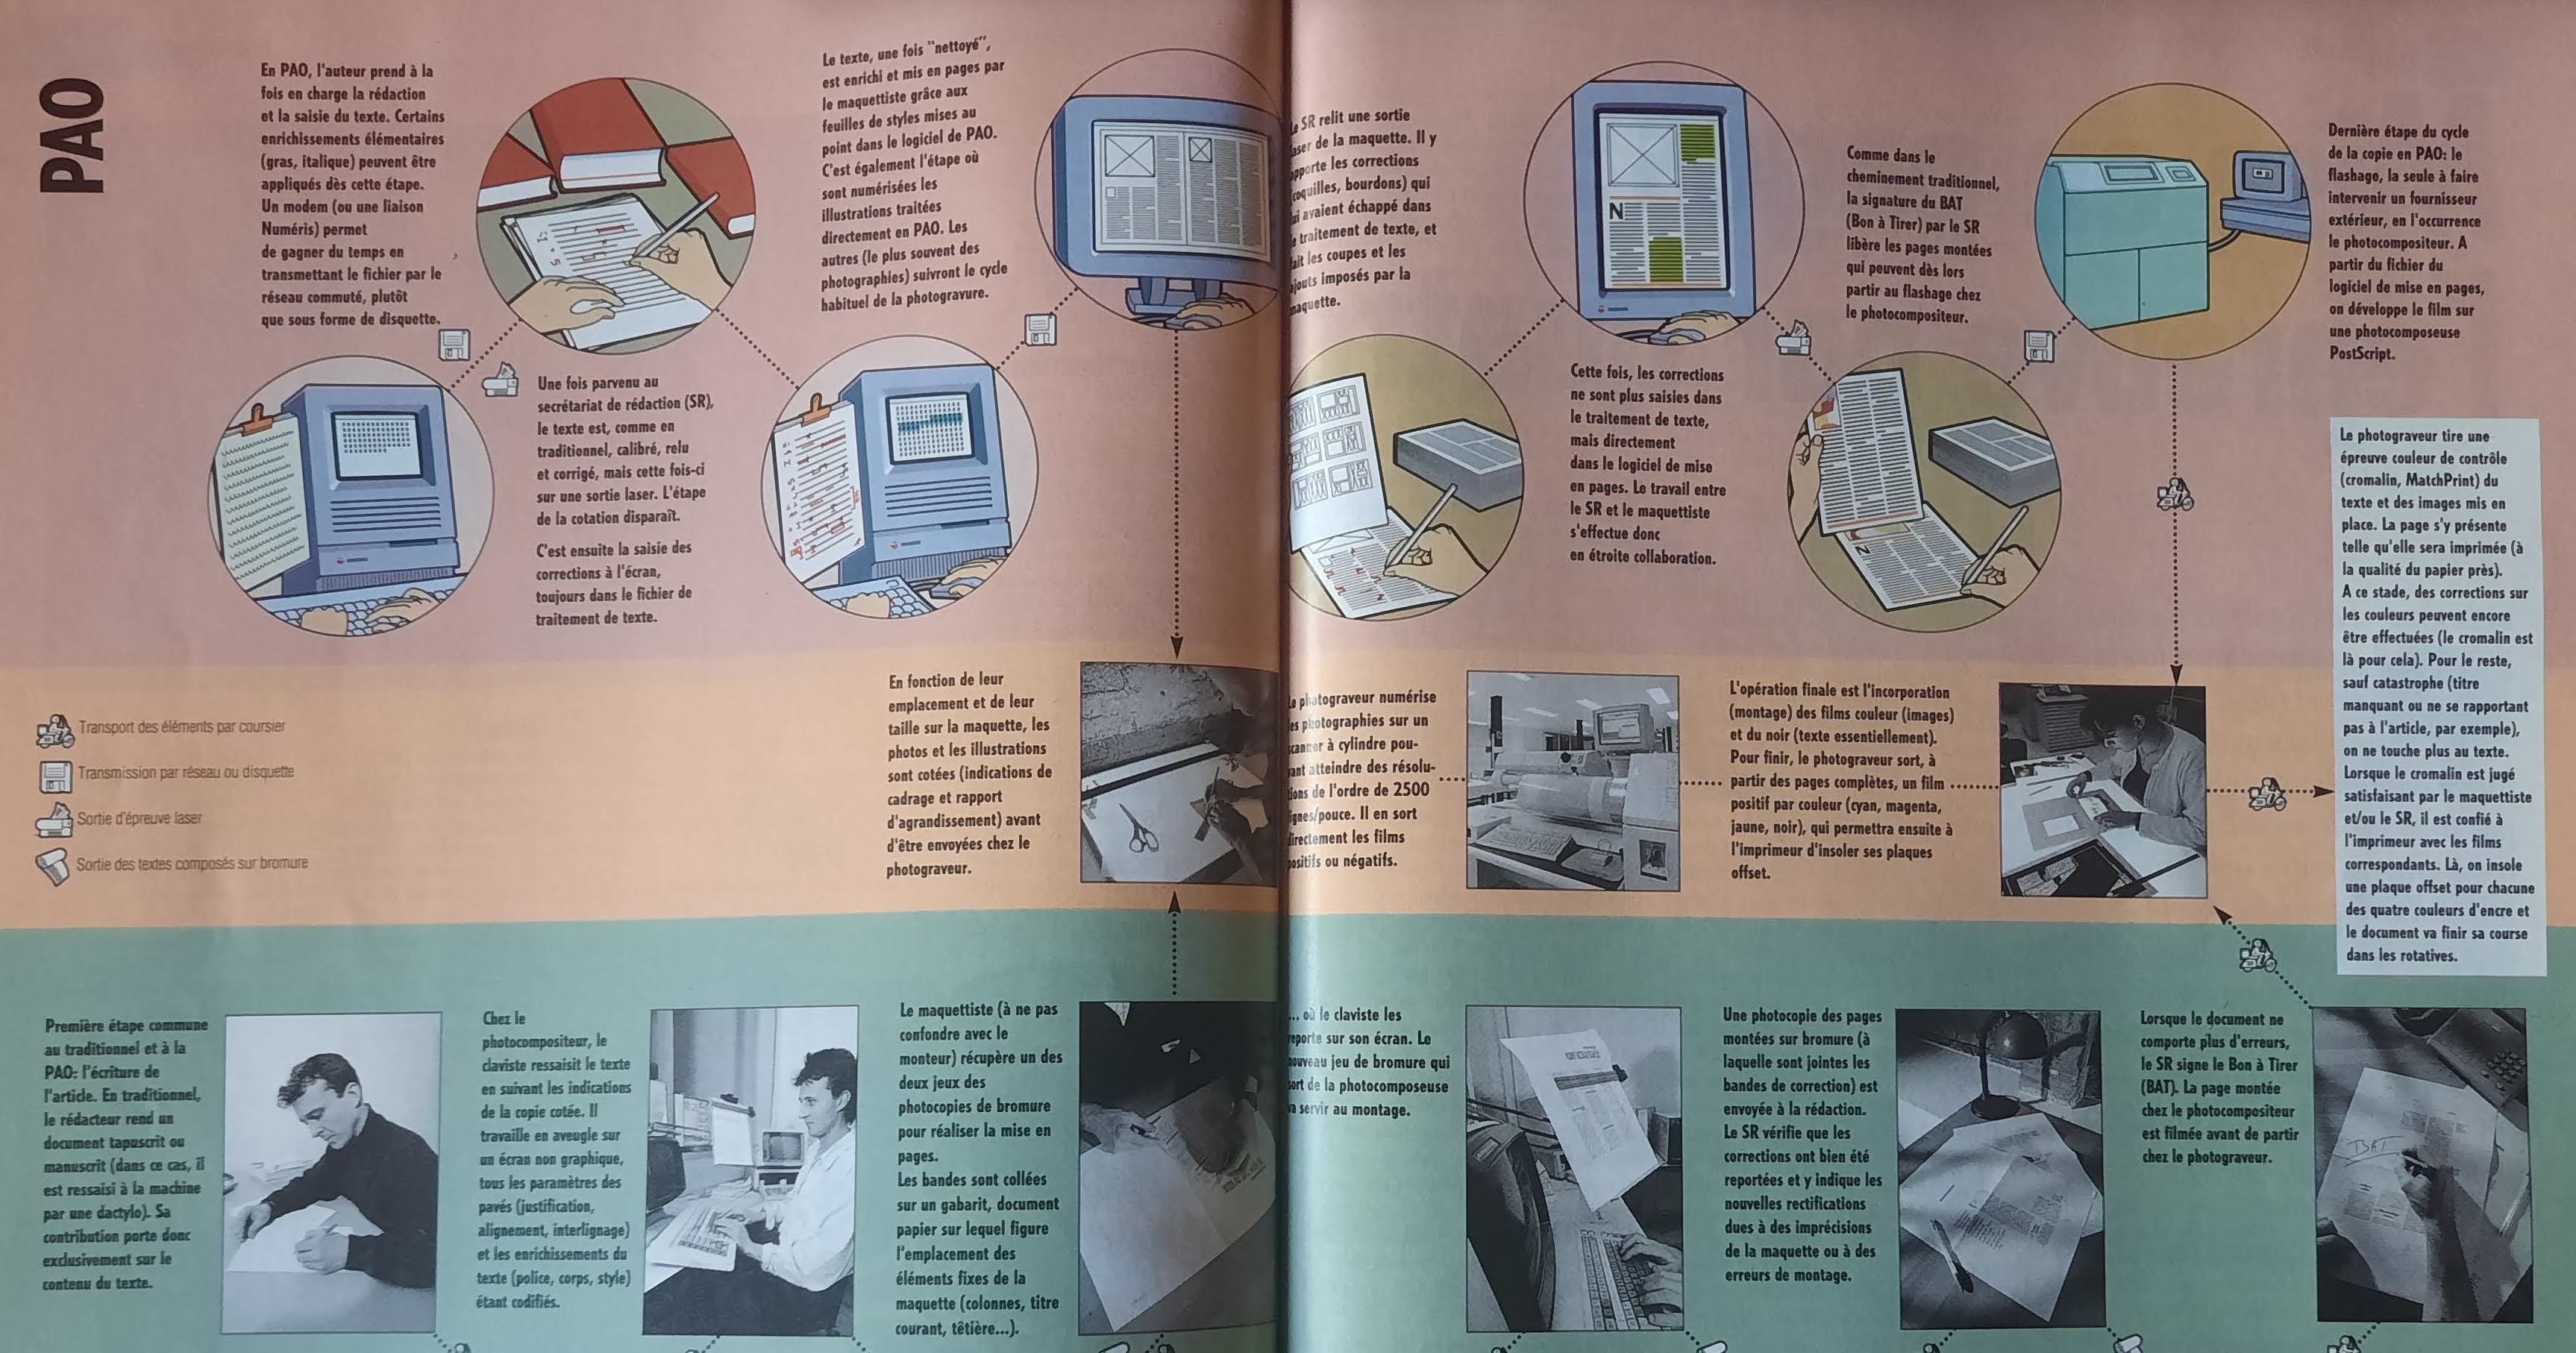 PAO
En PAO, l'auteur prend à la
fois en charge la rédaction
et la saisie du texte. Certains
enrichissements élémentaires
(gras, italique) peuvent être
appliqués dès cette étape.
Un modem (ou une liaison
Numéris) permet
de gagner du temps en
transmettant le fichier par le
réseau commuté, plutôt
que sous forme de disquette.
Une fois parvenu au
secrétariat de rédaction (SR),
le texte est, comme en
traditionnel, calibré, relu
et corrigé, mais cette fois-ci
sur une sortie laser. L'étape
de la cotation disparaît.
C'est ensuite la saisie des
corrections à l'écran,
toujours dans le fichier de
traitement de texte.
Le texte, une fois "nettoyé",
est enrichi et mis en pages par
le maquettiste grâce aux
feuilles de styles mises au
point dans le logiciel de PAO.
C'est également l'étape où
sont numérisées les
illustrations traitées
directement en PAO. Les
autres (le plus souvent des
photographies) suivront le cycle
habituel de la photogravure.
SR relit une sortie
de la maquette. Il y
les corrections
bourdons) qui
avaient échappé dans
traitement de texte, et
les coupes et les
imposés par la
N
Cette fois, les corrections
ne sont plus saisies dans
le traitement de texte,
mais directement
dans le logiciel de mise
en pages. Le travail entre
le SR et le maquettiste
s'effectue donc
en étroite collaboration.
Comme dans le
cheminement traditionnel,
la signature du BAT
(Bon à Tirer) par le SR
libère les pages montées
qui peuvent dès lors
partir au flashage chez
le photocompositeur.
N
Dernière étape du cycle
de la copie en PAO: le
flashage, la seule à faire
intervenir un fournisseur
extérieur, en l'occurrence
le photocompositeur. A
partir du fichier du
logiciel de mise en pages,
on développe le film sur
une photocomposeuse
PostScript.
Transport des éléments par coursier
Transmission par réseau ou disquette
Sortie d'épreuve laser
Sortie des textes composés sur bromure
En fonction de leur
emplacement et de leur
taille sur la maquette, les
photos et les illustrations
sont cotées (indications de
cadrage et rapport
d'agrandissement) avant
d'être envoyées chez le
photograveur.
photograveur numérise
photographies sur un
scanner à cylindre pou-
atteindre des résolu-
de l'ordre de 2500
lignes/pouce. Il en sort
directement les films
ou négatifs.
L'opération finale est l'incorporation
(montage) des films couleur (images)
et du noir (texte essentiellement).
Pour finir, le photograveur sort, à
partir des pages complètes, un film
positif par couleur (cyan, magenta,
jaune, noir), qui permettra ensuite à
l'imprimeur d'insoler ses plaques
offset.
Le photograveur tire une
épreuve couleur de contrôle
(cromalin, MatchPrint) du
texte et des images mis en
place. La page s'y présente
telle qu'elle sera imprimée (à
la qualité du papier près).
A ce stade, des corrections sur
les couleurs peuvent encore
être effectuées (le cromalin est
là pour cela). Pour le reste,
sauf catastrophe (titre
manquant ou ne se rapportant
pas à l'article, par exemple),
on ne touche plus au texte.
Lorsque le cromalin est jugé
satisfaisant par le maquettiste
et/ou le SR, il est confié à
l'imprimeur avec les films
correspondants. Là, on insole
une plaque offset pour chacune
des quatre couleurs d'encre et
le document va finir sa course
dans les rotatives.
Première étape commune
au traditionnel et à la
PAO: l'écriture de
l'article. En traditionnel,
le rédacteur rend un
document tapuscrit ou
manuscrit (dans ce cas, il
est ressaisi à la machine
par une dactylo). Sa
contribution porte donc
exclusivement sur le
contenu du texte.
Chez le
photocompositeur, le
claviste ressaisit le texte
en suivant les indications
de la copie cotée. Il
travaille en aveugle sur
un écran non graphique,
tous les paramètres des
pavés (justification,
alignement, interlignage)
et les enrichissements du
texte (police, corps, style)
étant codifiés.
Le maquettiste (à ne pas
confondre avec le
monteur) récupère un des
deux jeux des
photocopies de bromure
pour réaliser la mise en
pages.
Les bandes sont collées
sur un gabarit, document
papier sur lequel figure
l'emplacement des
éléments fixes de la
maquette (colonnes, titre
courant, têtière...).
... où le claviste les
reporte sur son écran. Le
nouveau jeu de bromure qui
sort de la photocomposeuse
va servir au montage.
Une photocopie des pages
montées sur bromure (à
laquelle sont jointes les
bandes de correction) est
envoyée à la rédaction.
Le SR vérifie que les
corrections ont bien été
reportées et y indique les
nouvelles rectifications
dues à des imprécisions
de la maquette ou à des
erreurs de montage.
Lorsque le document ne
comporte plus d'erreurs,
le SR signe le Bon à Tirer
(BAT). La page montée
chez le photocompositeur
est filmée avant de partir
chez le photograveur.
BAT